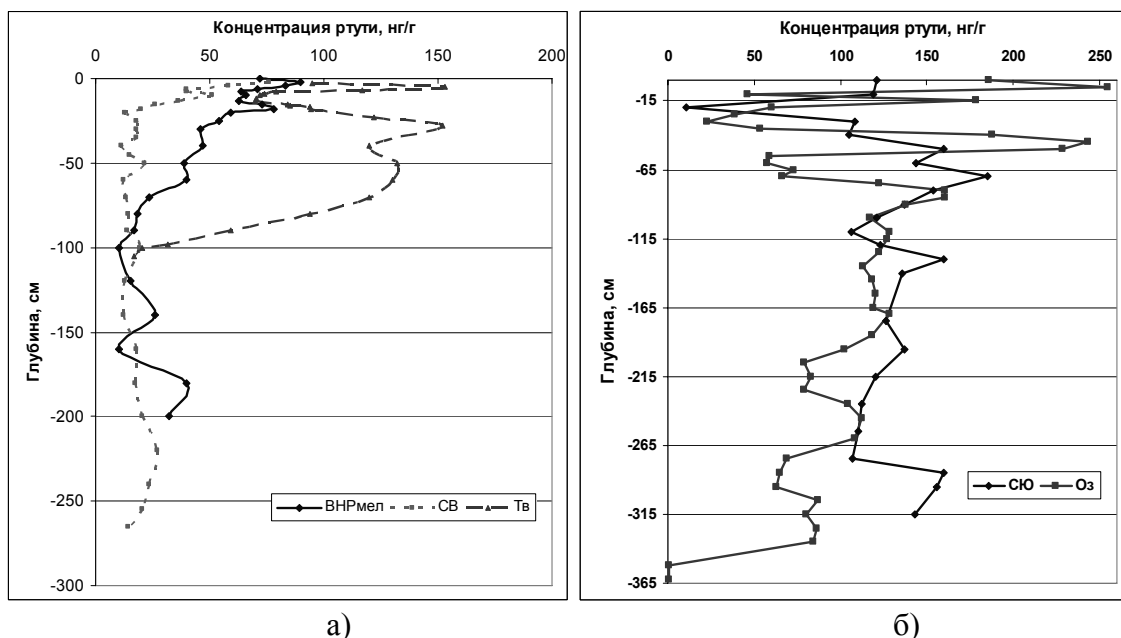 Концентрация ртути, нг/г
0 50 100 150 200
0
-50
-100
-150
-200
-250
-300
Глубина, см
ВНРмел СВ Тв
а)
Концентрация ртути, нг/г
0 50 100 150 200 250
-15
-65
-115
-165
-215
-265
-315
-365
Глубина, см
СЮ Оз
б)